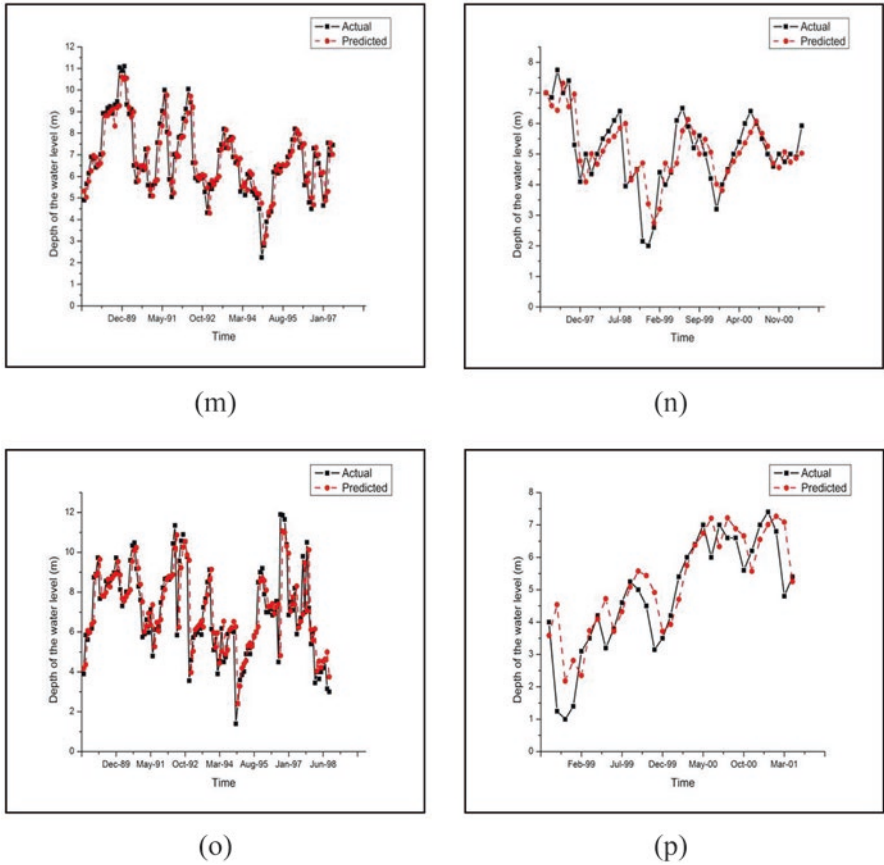 Actual
Predicted
12
11
10
9
8
7
6
5
4
3
2
1
0
Depth of the water level (m)
Dec-89 May-91 Oct-92 Mar-94 Aug-95 Jan-97
Time
(m)
Actual
Predicted
8
7
6
5
4
3
2
1
0
Depth of the water level (m)
Dec-97 Jul-98 Feb-99 Sep-99 Apr-00 Nov-00
Time
(n)
Actual
Predicted
12
10
8
6
4
2
0
Depth of the water level (m)
Dec-89 May-91 Oct-92 Mar-94 Aug-95 Jan-97 Jun-98
Time
(o)
Actual
Predicted
8
7
6
5
4
3
2
1
0
Depth of the water level (m)
Feb-99 Jul-99 Dec-99 May-00 Oct-00 Mar-01
Time
(p)